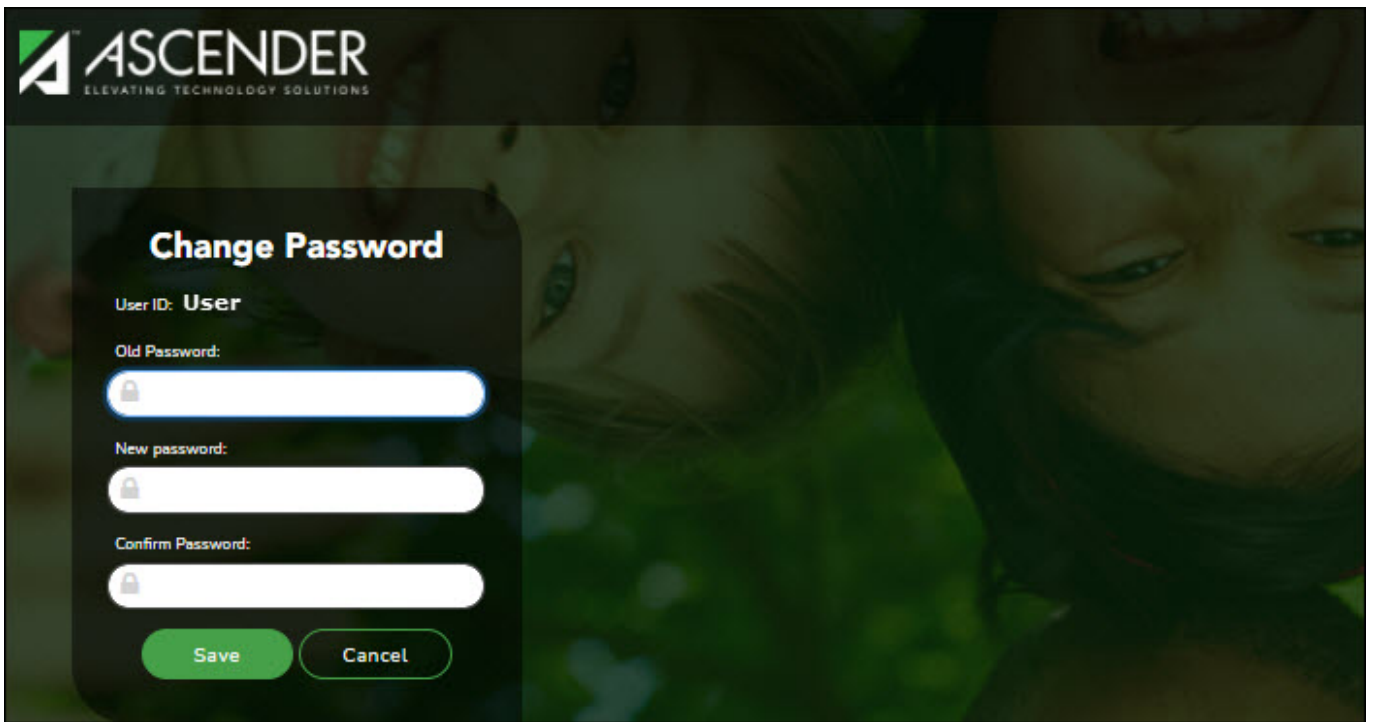 ASCENDER
ELEVATING TECHNOLOGY SOLUTIONS
Change Password
User ID: User
Old Password:
New password:
Confirm Password:
Save Cancel